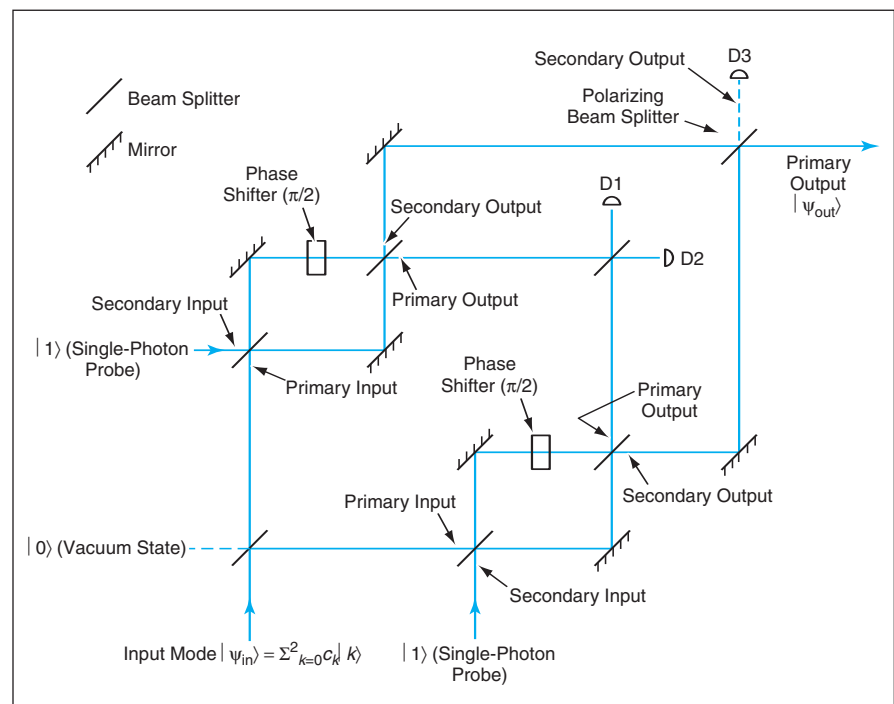 D3
Secondary Output
Polarizing
Beam Splitter
Beam Splitter
Mirror
Primary
Output
|ψout⟩
Phase
Shifter (π/2)
D1
Secondary Output
D2
Primary Output
Secondary Input
|1⟩ (Single-Photon
Probe)
Primary Input
Phase
Shifter (π/2)
Primary
Output
Secondary Output
Primary Input
|0⟩ (Vacuum State)
Secondary Input
Input Mode |ψin⟩ = Σ²k=0 ck|k⟩
|1⟩ (Single-Photon
Probe)